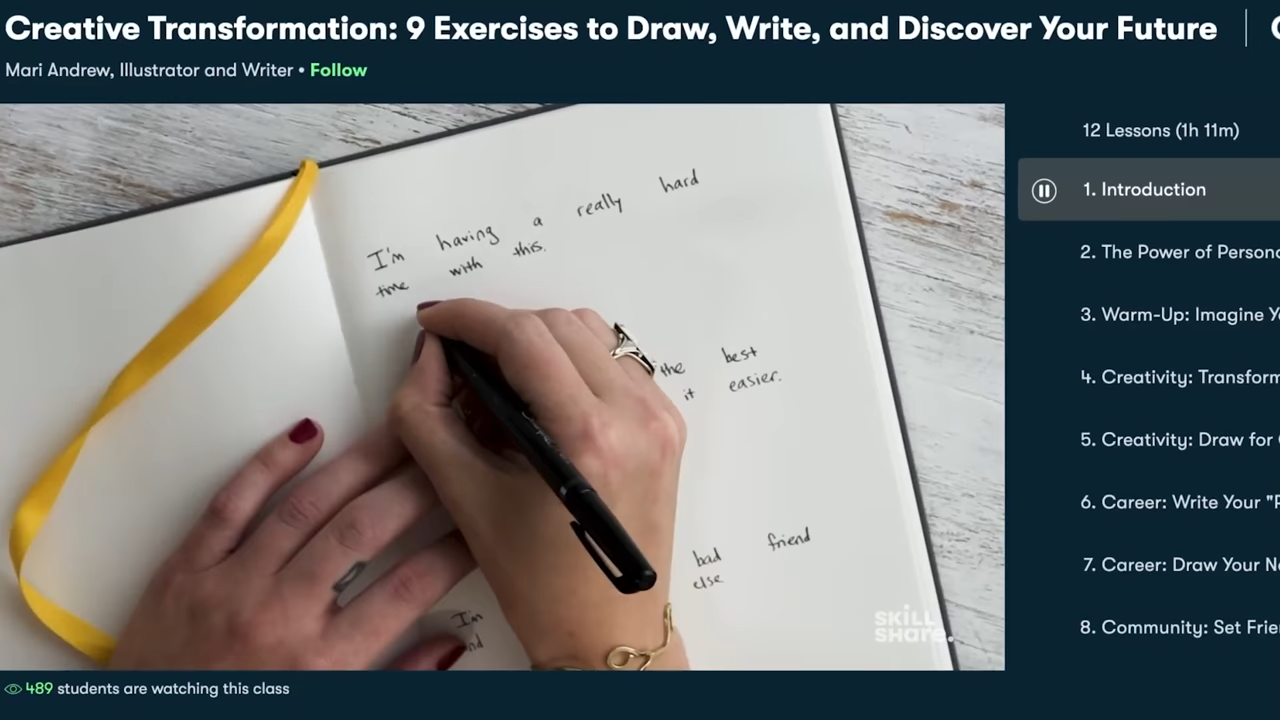 Creative Transformation: 9 Exercises to Draw, Write, and Discover Your Future
Mari Andrew, Illustrator and Writer • Follow
I'm having a really hard
time with this.
the best
it easier.
bad friend
else
I'm
SKILL
SHARE.
489 students are watching this class
12 Lessons (1h 11m)
1. Introduction
2. The Power of Persona
3. Warm-Up: Imagine Y
4. Creativity: Transform
5. Creativity: Draw for
6. Career: Write Your "P
7. Career: Draw Your N
8. Community: Set Frie